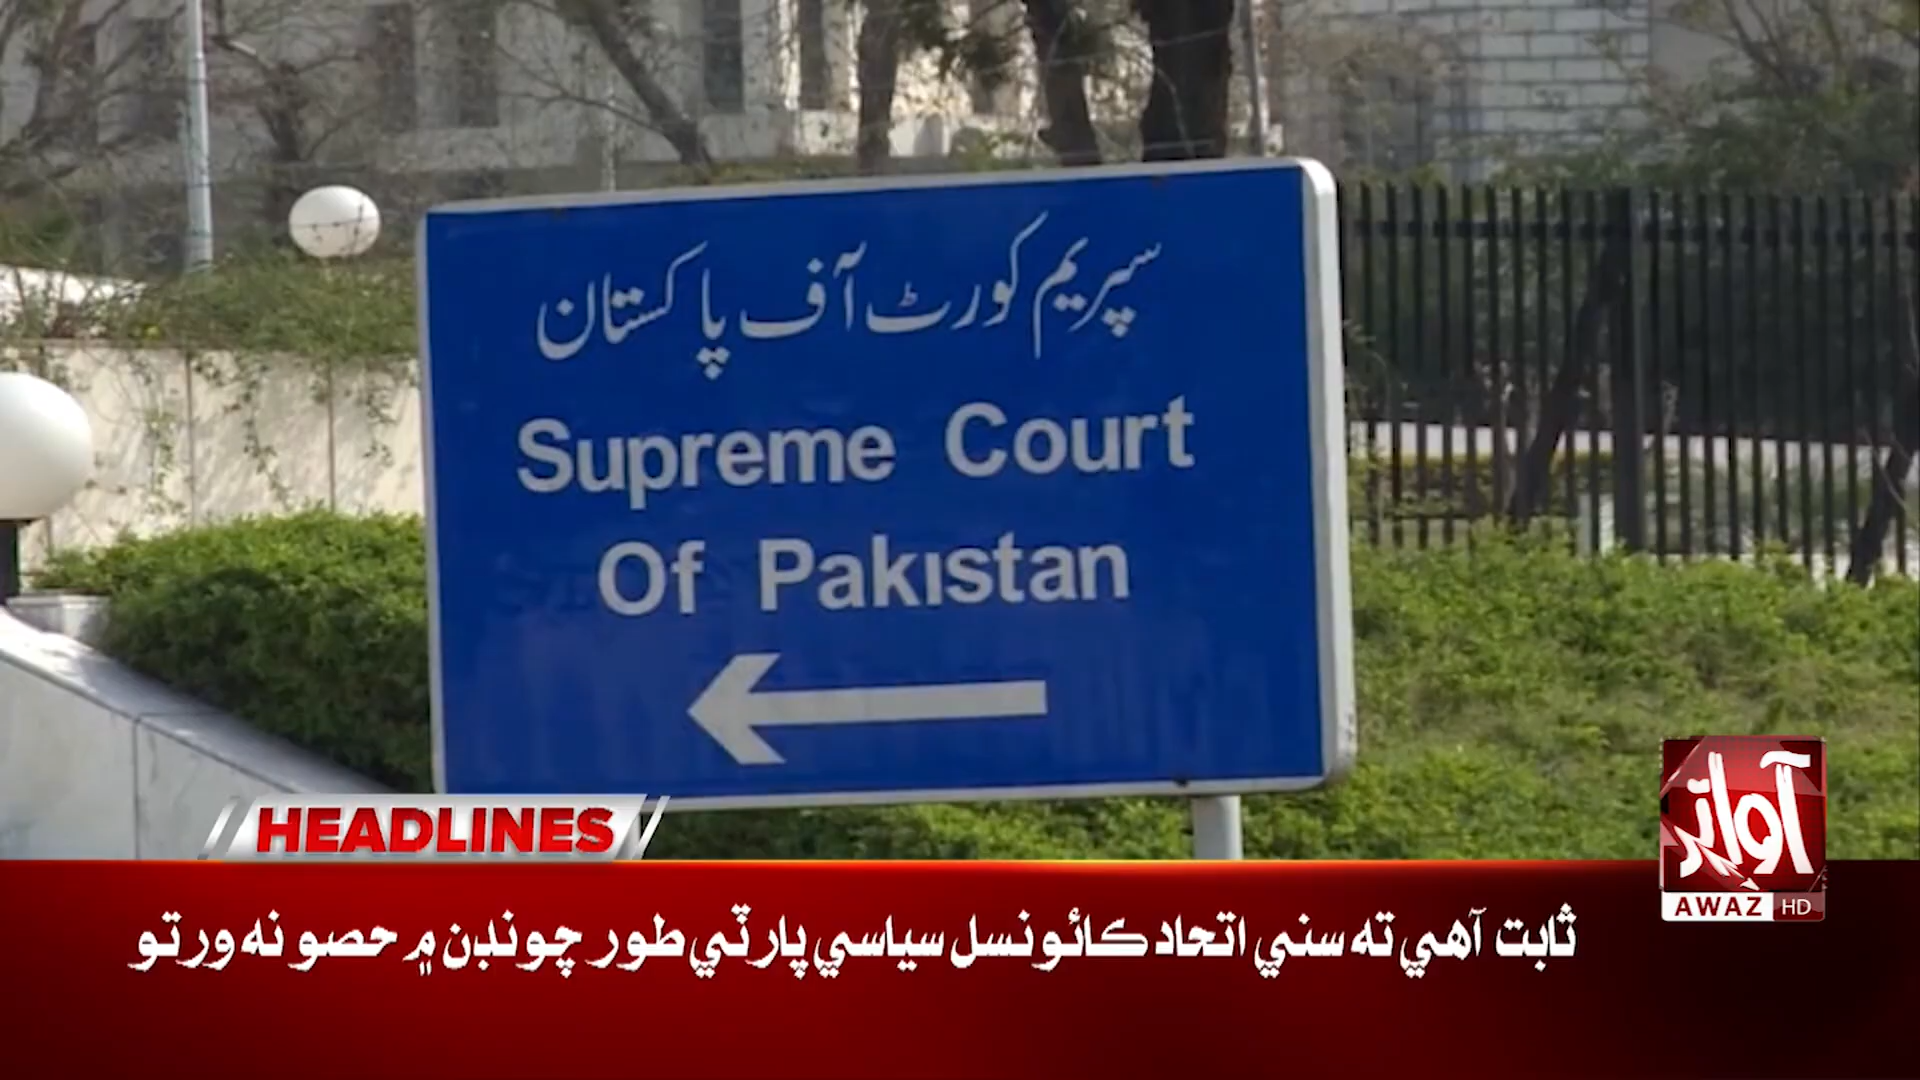 سپریم کورٹ آف پاکستان
Supreme Court
Of Pakistan
HEADLINES
آواز
AWAZ HD
ثابت آهي ته سني اتحاد ڪائونسل سياسي پارٽي طور چونڊن ۾ حصو نه ورتو